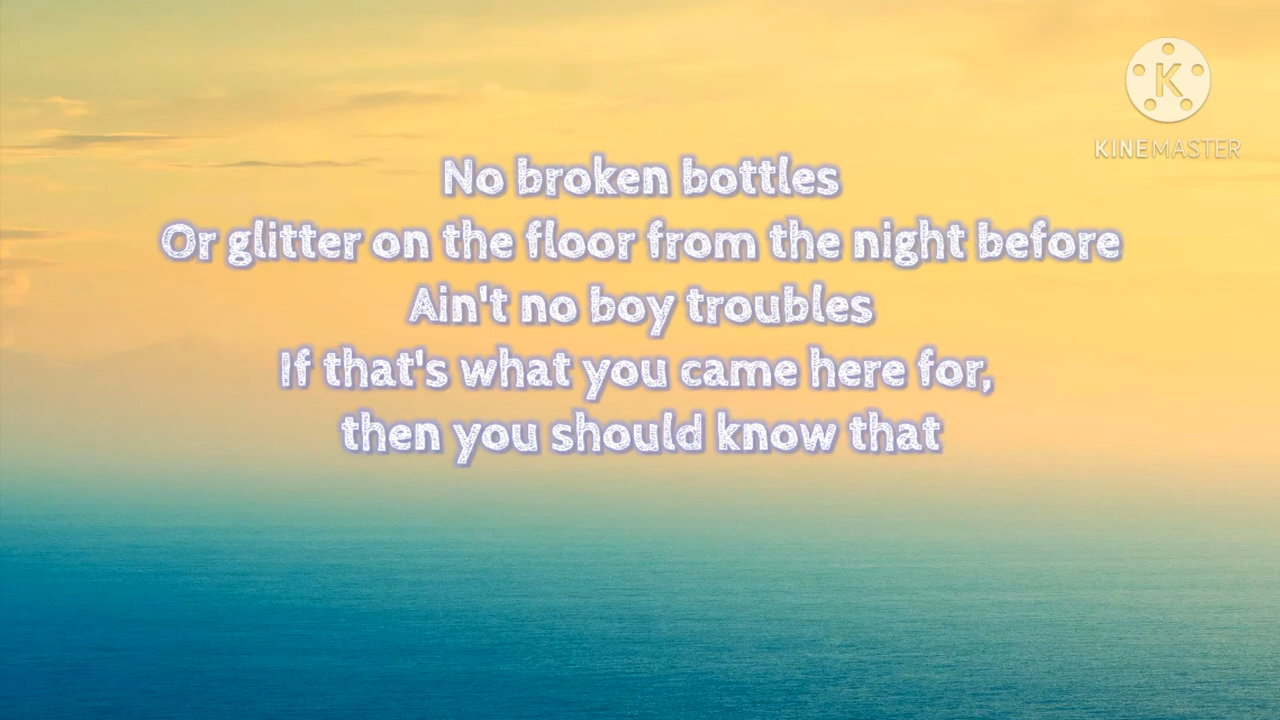 K
KINEMASTER
No broken bottles
Or glitter on the floor from the night before
Ain't no boy troubles
If that's what you came here for,
then you should know that